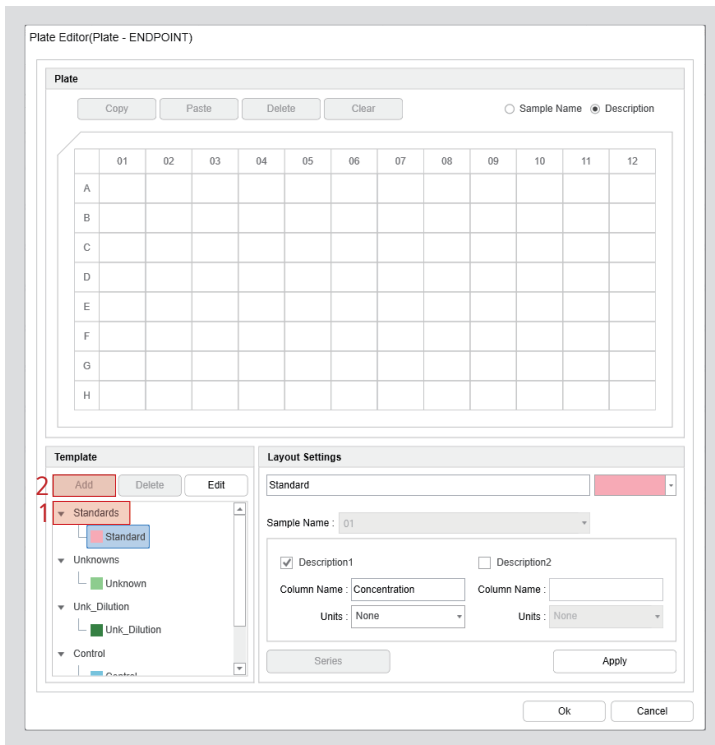 Plate Editor(Plate - ENDPOINT)
Plate
Copy Paste Delete Clear Sample Name Description
01 02 03 04 05 06 07 08 09 10 11 12
A
B
C
D
E
F
G
H
Template Layout Settings
2 Add Delete Edit Standard
1 Standards
Sample Name : 01
Standard
Unknowns Description1 Description2
Unknown Column Name : Concentration Column Name :
Unk_Dilution Units : None Units : None
Unk_Dilution
Control Series Apply
Control
Ok Cancel